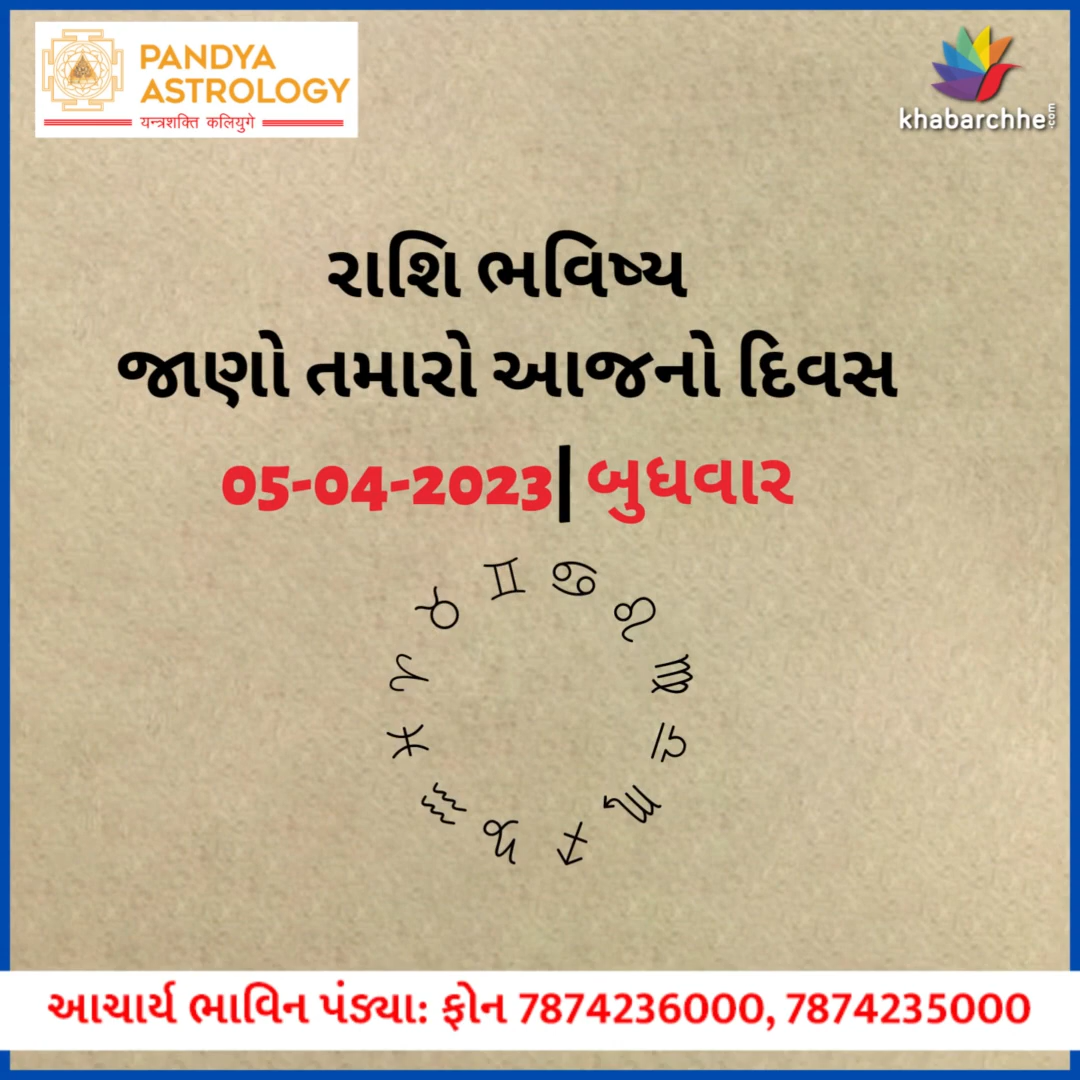 PANDYA
ASTROLOGY
यन्त्रशक्ति कलियुगे
khabarchhe.com
રાશિ ભવિષ્ય
જાણો તમારો આજનો દિવસ
05-04-2023| બુધવાર
આચાર્ય ભાવિન પંડ્યા: ફોન 7874236000, 7874235000